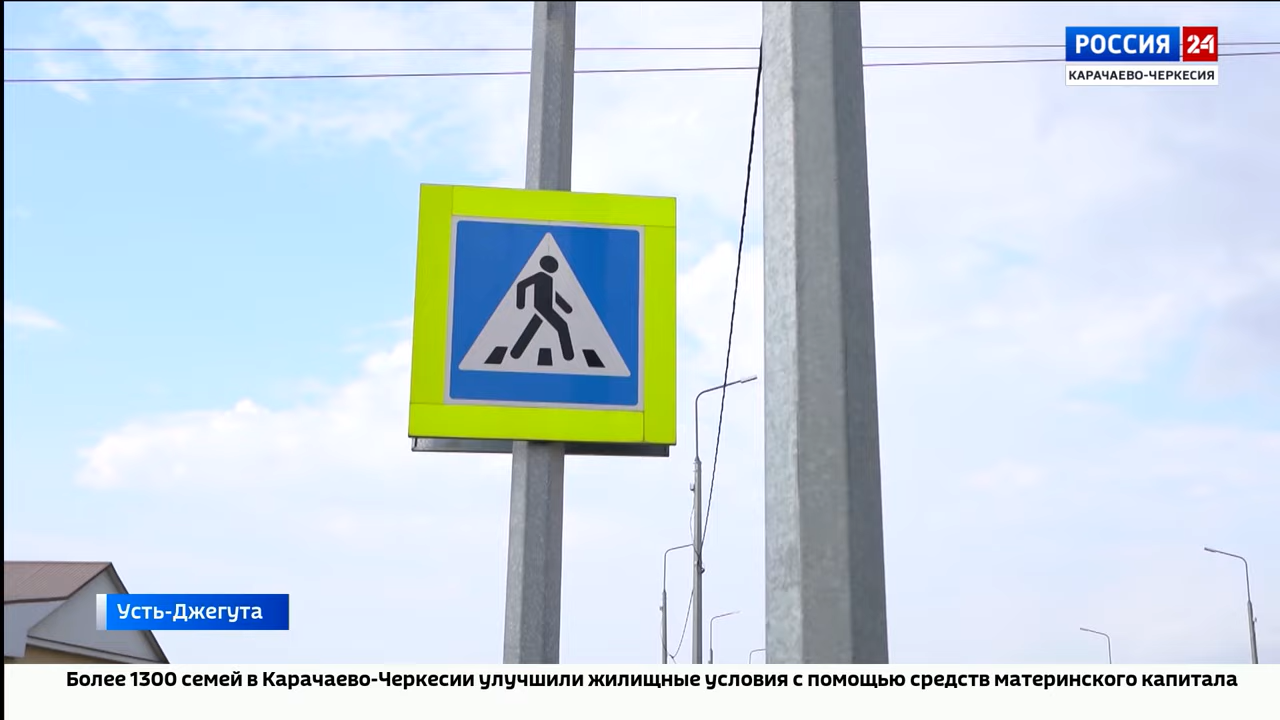 РОССИЯ 24
КАРАЧАЕВО-ЧЕРКЕСИЯ
Усть-Джегута
Более 1300 семей в Карачаево-Черкесии улучшили жилищные условия с помощью средств материнского капитала